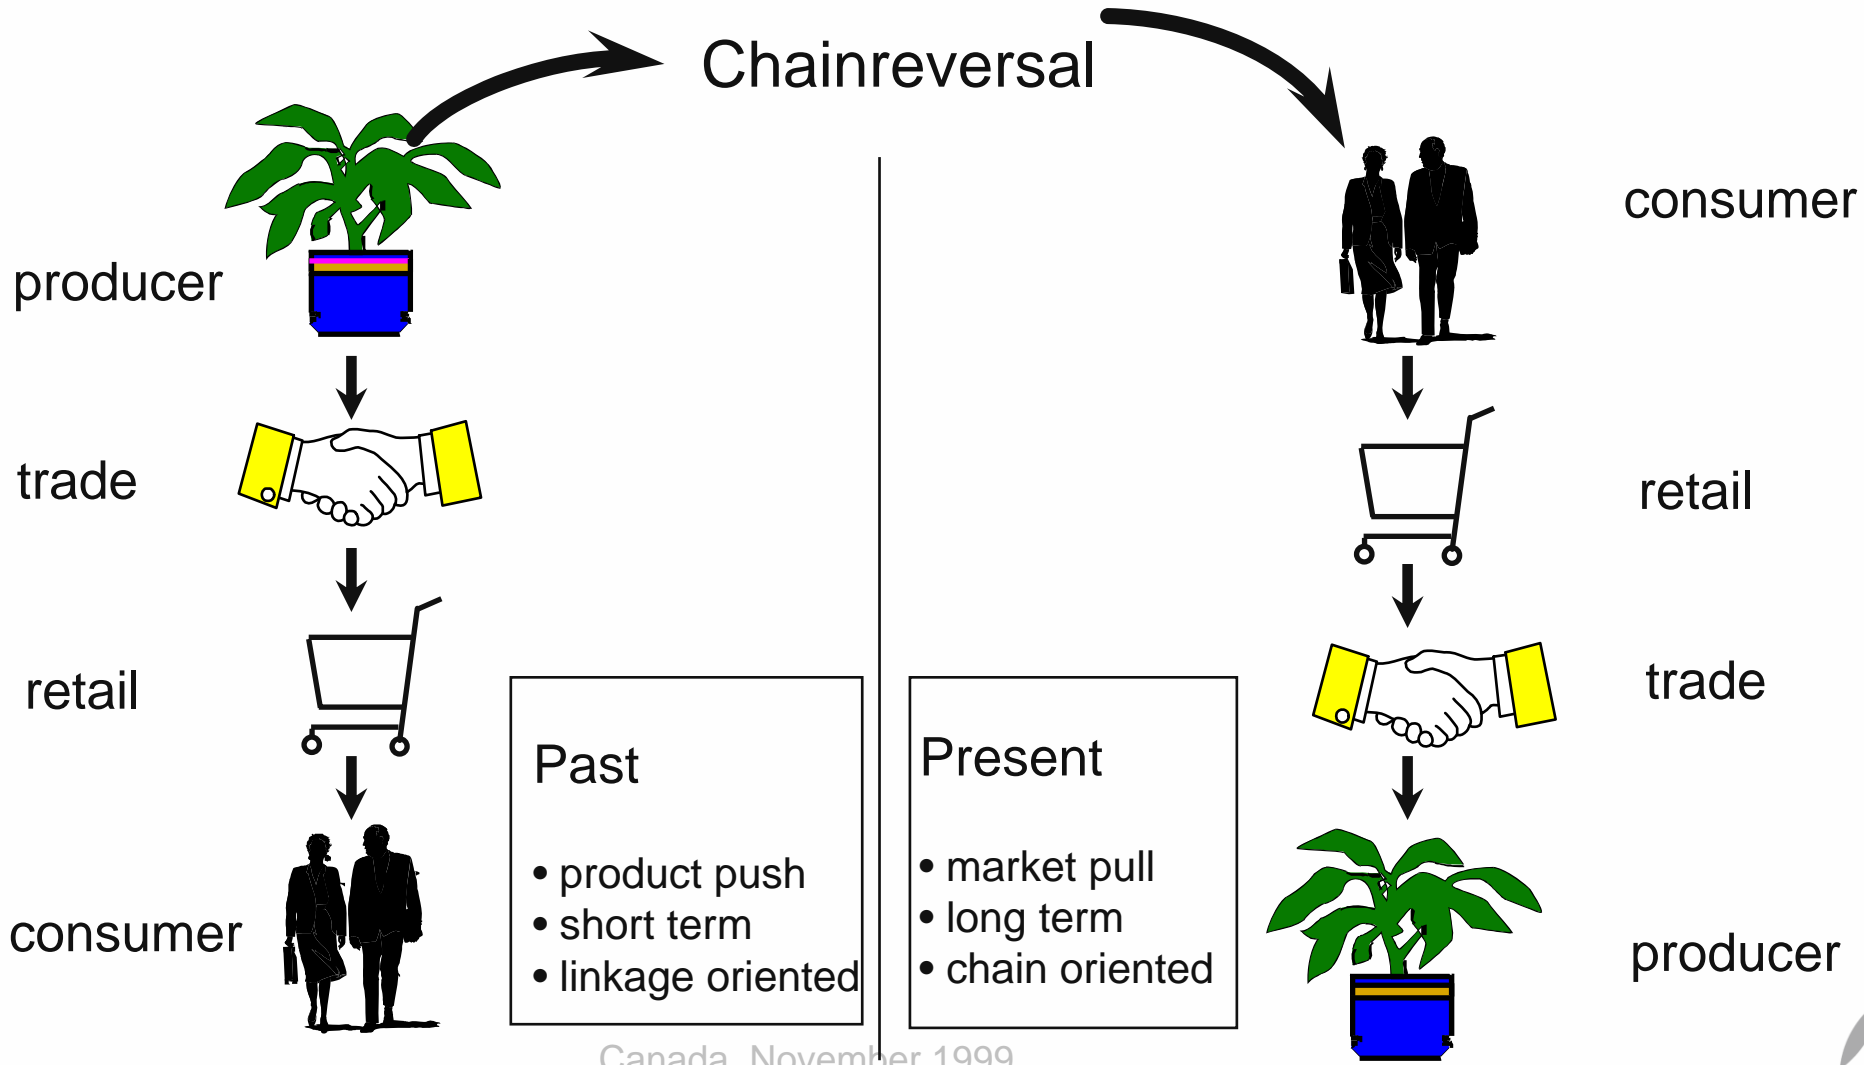 Chainreversal
producer
trade
retail
consumer
Past
• product push
• short term
• linkage oriented
Present
• market pull
• long term
• chain oriented
consumer
retail
trade
producer
Canada, November 1999